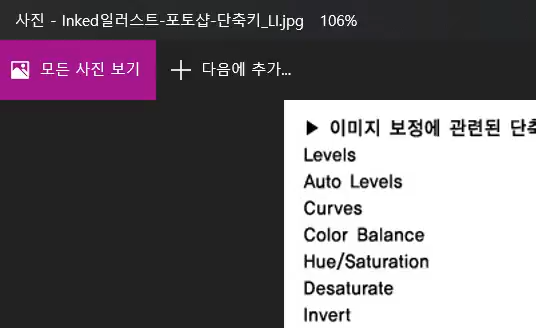 사진 - Inked일러스트-포토샵-단축키_LI.jpg 106%
모든 사진 보기 다음에 추가...
▶ 이미지 보정에 관련된 단축
Levels
Auto Levels
Curves
Color Balance
Hue/Saturation
Desaturate
Invert